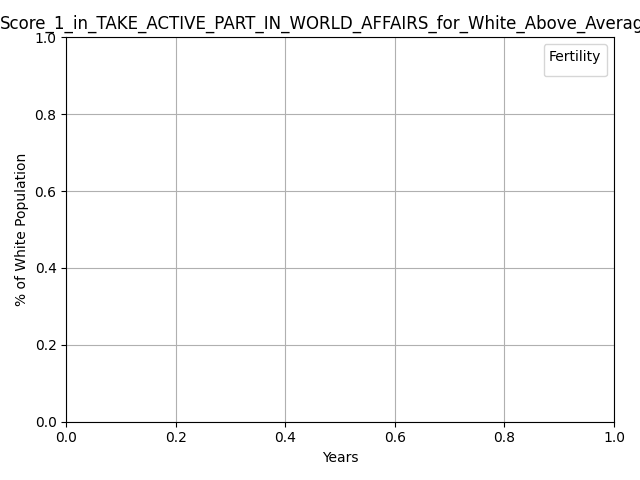 Score_1_in_TAKE_ACTIVE_PART_IN_WORLD_AFFAIRS_for_White_Above_Averag
Fertility
1.0
0.8
0.6
0.4
0.2
0.0
% of White Population
0.0 0.2 0.4 0.6 0.8 1.0
Years